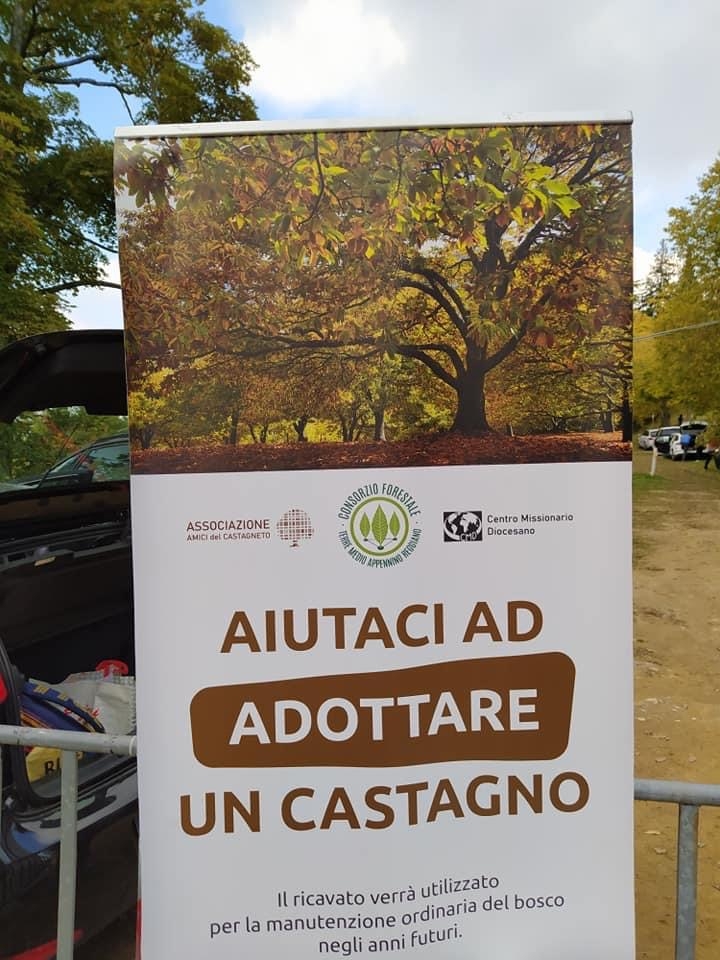 ASSOCIAZIONE
AMICI del CASTAGNETO
CONSORZIO FORESTALE
TERRE MEDIO APPENNINO REGGIANO
CMD
Centro Missionario
Diocesano
AIUTACI AD
ADOTTARE
UN CASTAGNO
Il ricavato verrà utilizzato
per la manutenzione ordinaria del bosco
negli anni futuri.